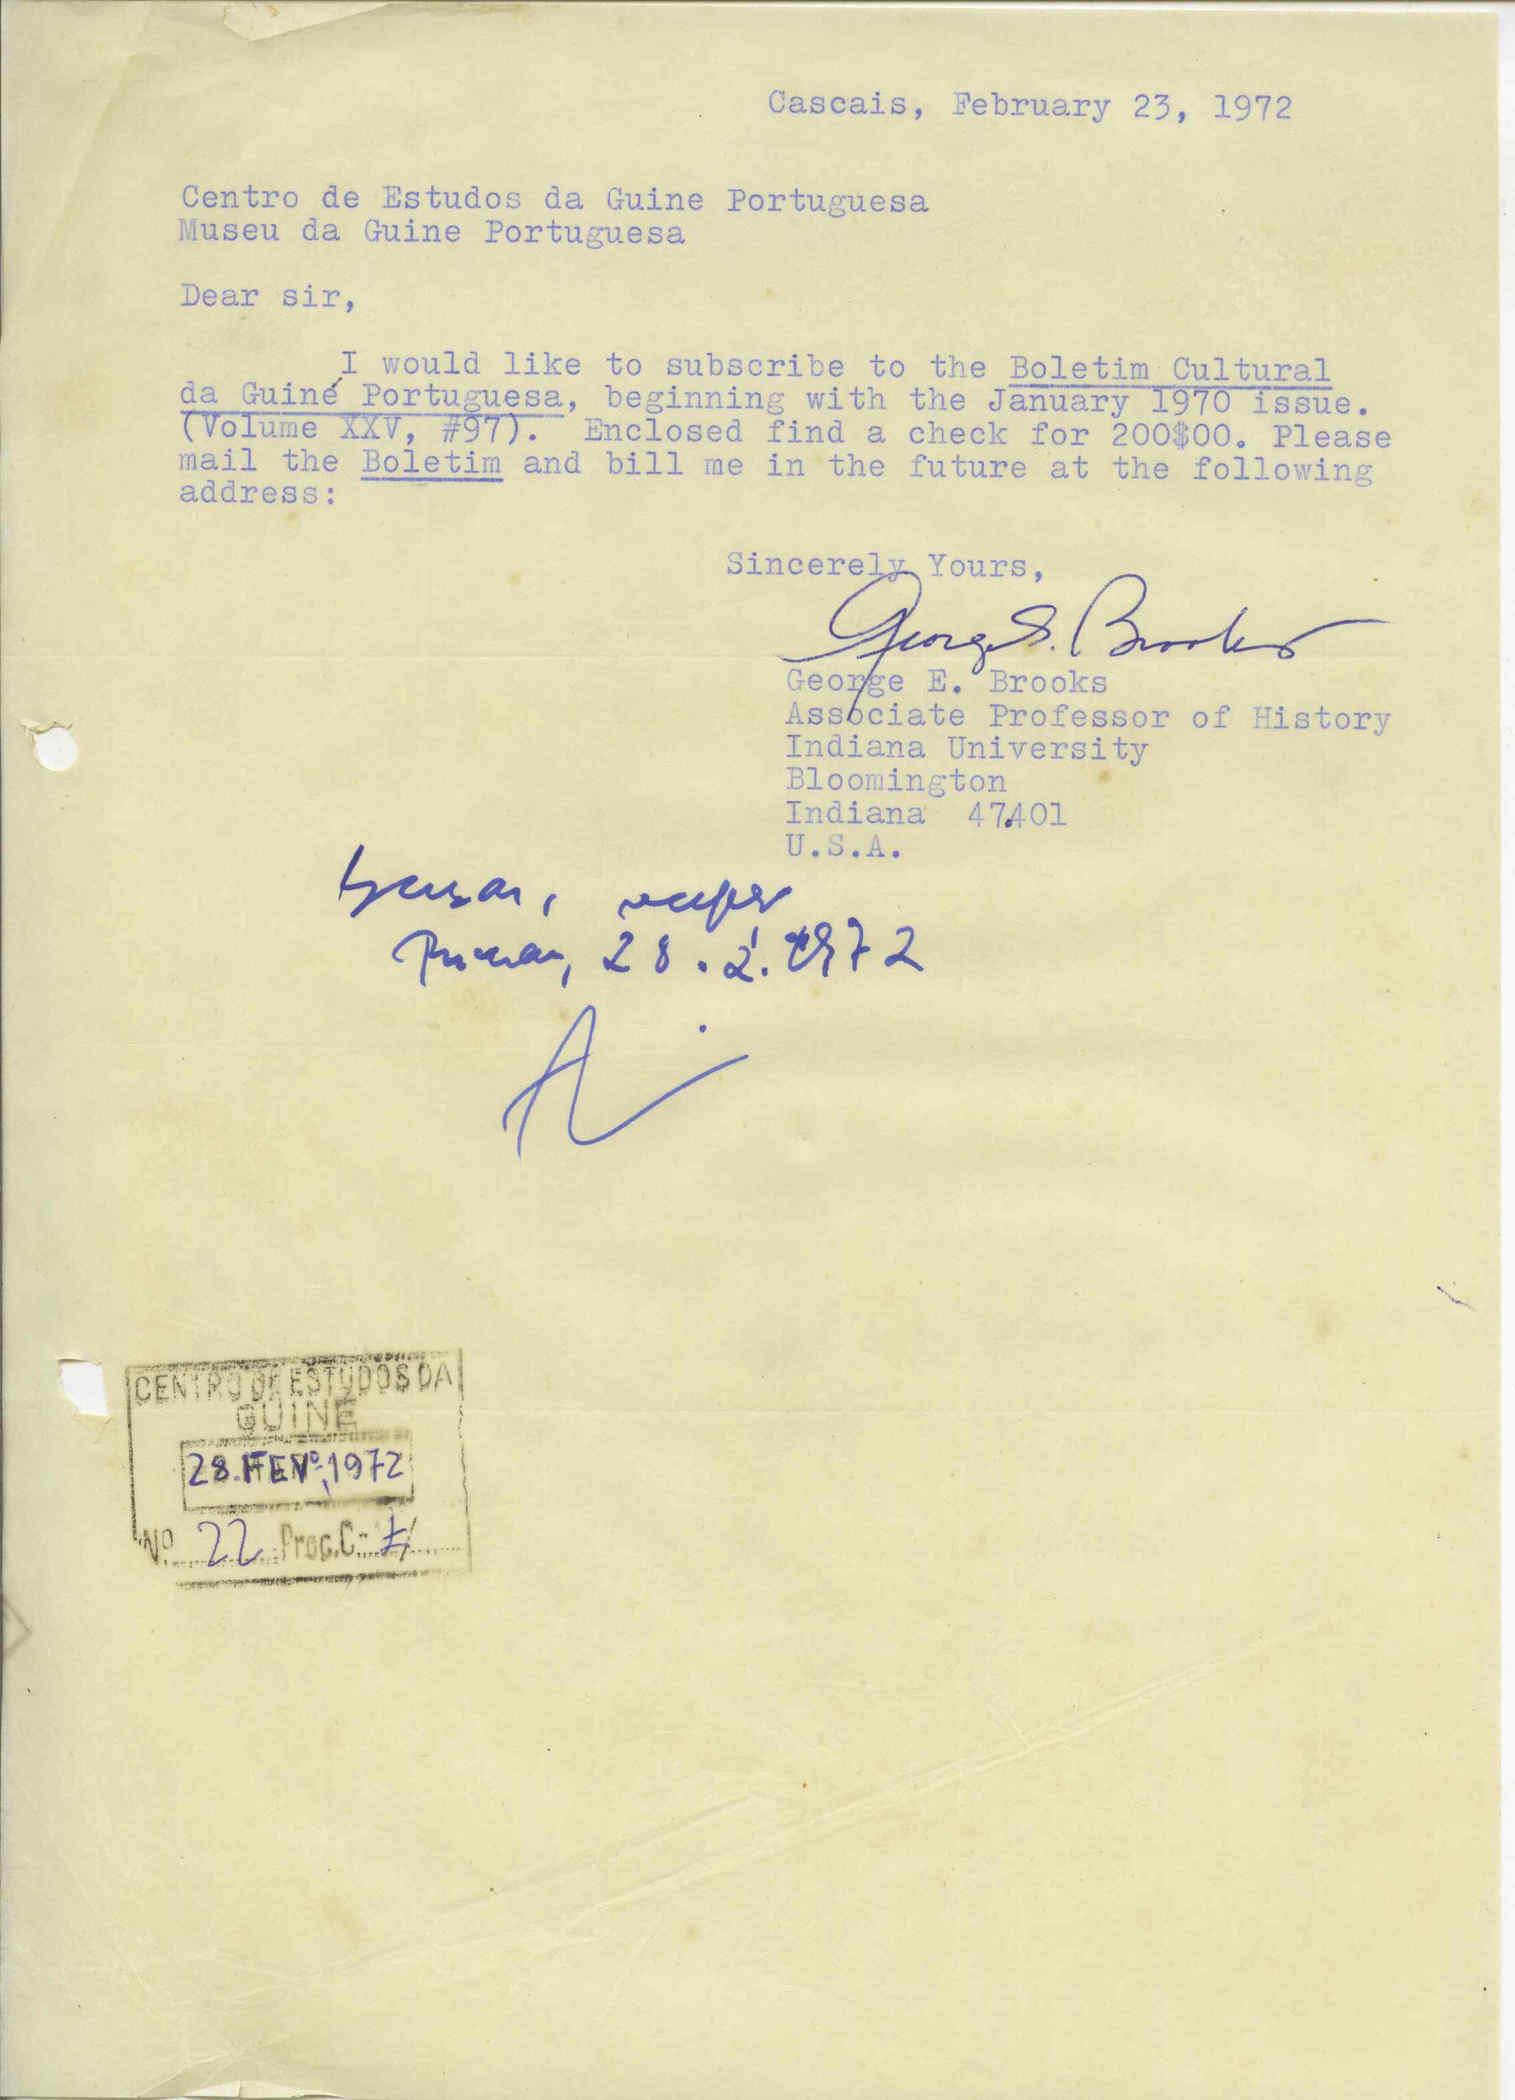 Cascais, February 23, 1972
Centro de Estudos da Guine Portuguesa
Museu da Guine Portuguesa
Dear sir,
I would like to subscribe to the Boletim Cultural
da Guiné Portuguesa, beginning with the January 1970 issue.
(Volume XXV, #97). Enclosed find a check for 200$00. Please
mail the Boletim and bill me in the future at the following
address:
Sincerely Yours,
George E. Brooks
George E. Brooks
Associate Professor of History
Indiana University
Bloomington
Indiana 47401
U.S.A.
28.2.1972
CENTRO DE ESTUDOS DA
GUINE
28.FEVº.1972
Nº 22 Proc.C-